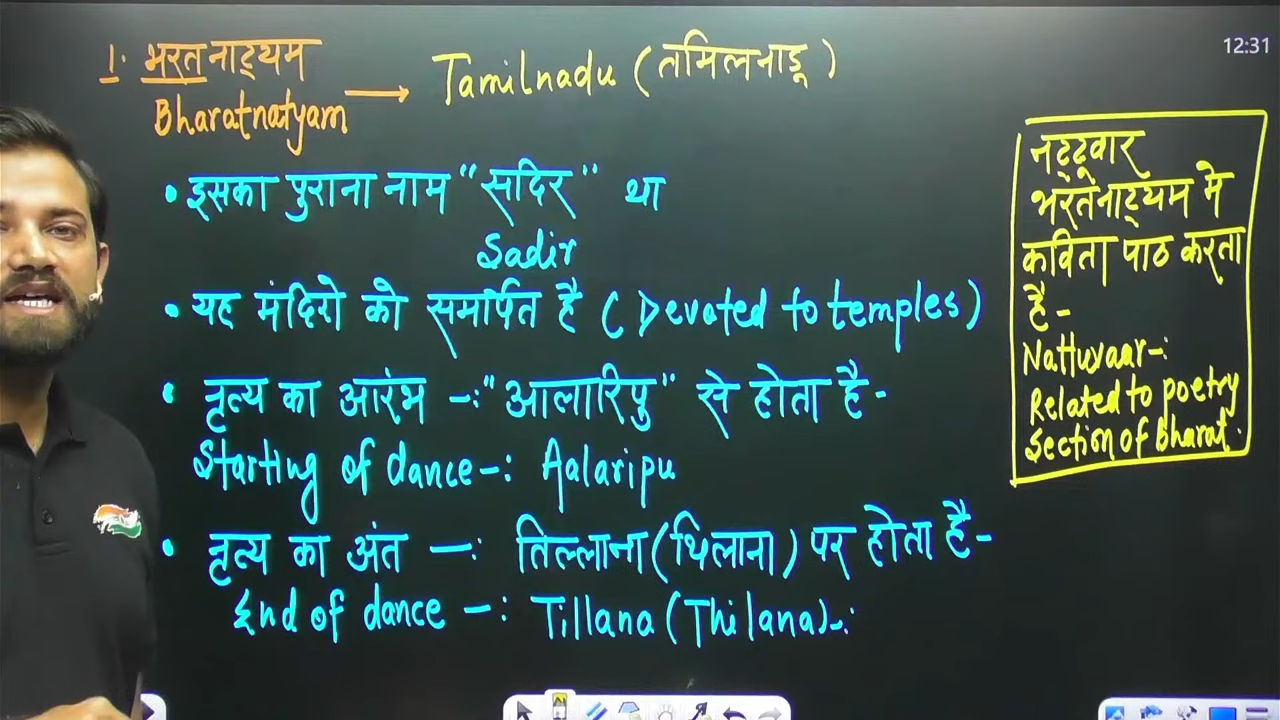 1. भरतनाट्यम
Bharatnatyam → Tamilnadu (तमिलनाडू)
• इसका पुराना नाम "सदिर" था
Sadir
• यह मंदिरो को समर्पित है (Devoted to temples)
• नृत्य का आरंभ -: "आलारिपु" से होता है-
Starting of dance-: Aalaripu
• नृत्य का अंत -: तिल्लाना (थिलाना) पर होता है-
End of dance -: Tillana (Thilana)-:
12:31
नट्टूवार
भरतनाट्यम मे
कविता पाठ करता
है-
Nattuvaar-:
Related to poetry
Section of Bharat.